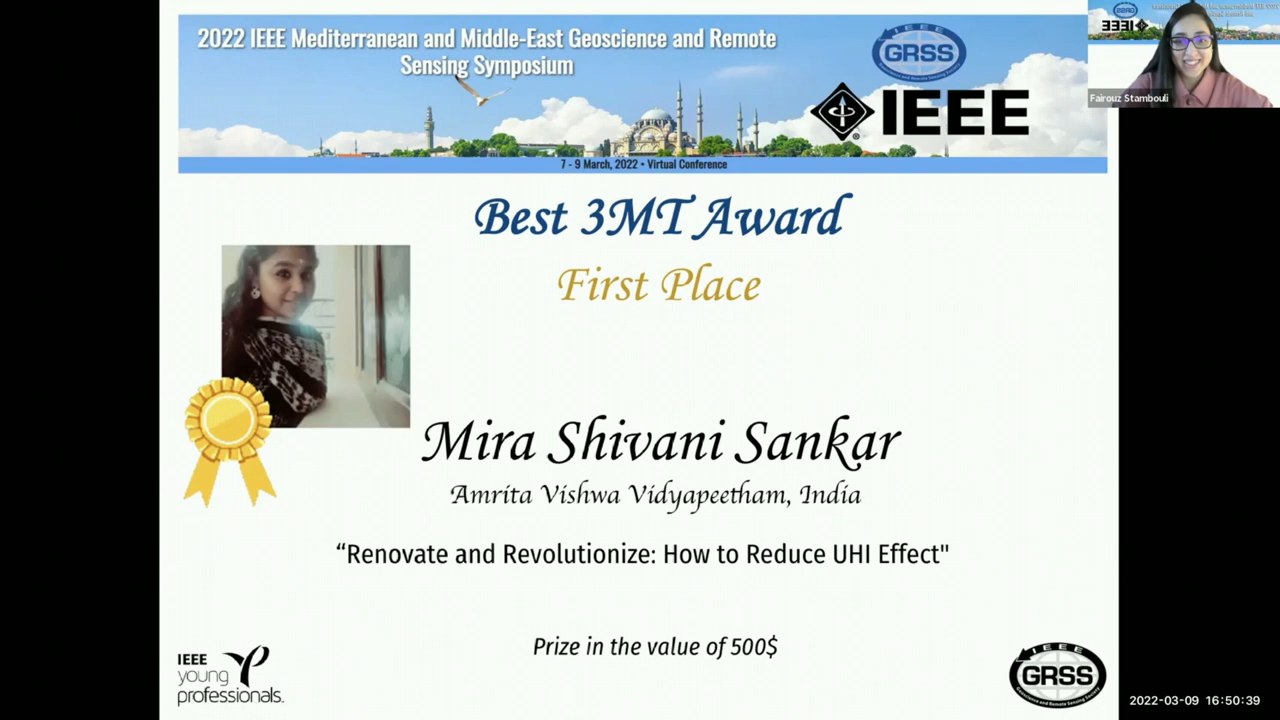 2022 IEEE Mediterranean and Middle-East Geoscience and Remote
Sensing Symposium
GRSS
IEEE
7 - 9 March, 2022 • Virtual Conference
Fairouz Stambouli
Best 3MT Award
First Place
Mira Shivani Sankar
Amrita Vishwa Vidyapeetham, India
“Renovate and Revolutionize: How to Reduce UHI Effect"
Prize in the value of 500$
IEEE
young
professionals.
IEEE
GRSS
2022-03-09 16:50:39